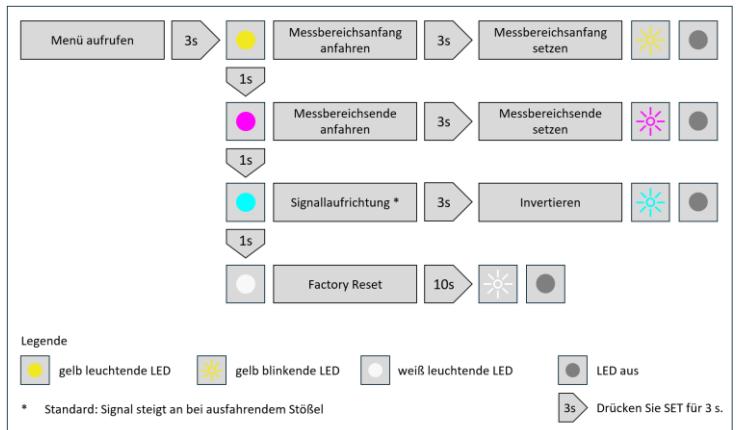 Menü aufrufen
3s
Messbereichsanfang
anfahren
3s
Messbereichsanfang
setzen
1s
Messbereichsende
anfahren
3s
Messbereichsende
setzen
1s
Signallaufrichtung *
3s
Invertieren
1s
Factory Reset
10s
Legende
gelb leuchtende LED
gelb blinkende LED
weiß leuchtende LED
LED aus
* Standard: Signal steigt an bei ausfahrendem Stößel
3s
Drücken Sie SET für 3 s.